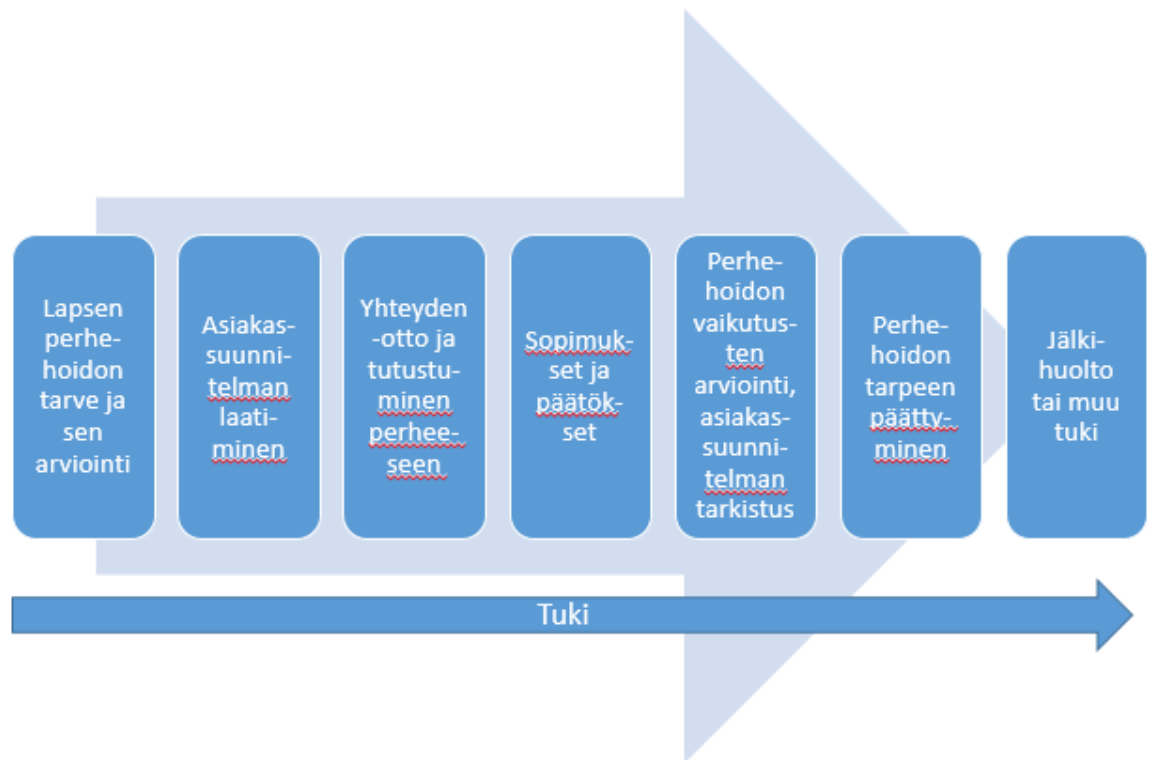 Lapsen
perhe-
hoidon
tarve ja
sen
arviointi
Asiakas-
suunni-
telman
laati-
minen
Yhteyden
-otto ja
tutustu-
minen
perhee-
seen
Sopimuk-
set ja
päätök-
set
Perhe-
hoidon
vaikutus-
ten
arviointi,
asiakas-
suunni-
telman
tarkistus
Perhe-
hoidon
tarpeen
päätty-
minen
Jälki-
huolto
tai muu
tuki
Tuki